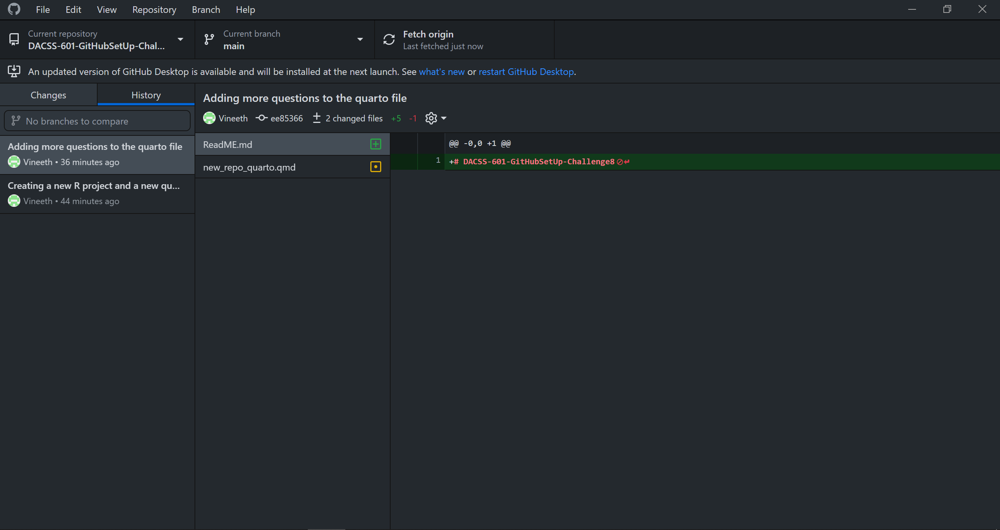 File Edit View Repository Branch Help
Current repository
DACSS-601-GitHubSetUp-Chal...
Current branch
main
Fetch origin
Last fetched just now
An updated version of GitHub Desktop is available and will be installed at the next launch. See what's new or restart GitHub Desktop.
Changes
History
No branches to compare
Adding more questions to the quarto file
Vineeth • 36 minutes ago
Creating a new R project and a new qu...
Vineeth • 44 minutes ago
Adding more questions to the quarto file
Vineeth ee85366 2 changed files +5 -1
ReadME.md
new_repo_quarto.qmd
@@ -0,0 +1 @@
1 +# DACSS-601-GitHubSetUp-Challenge8